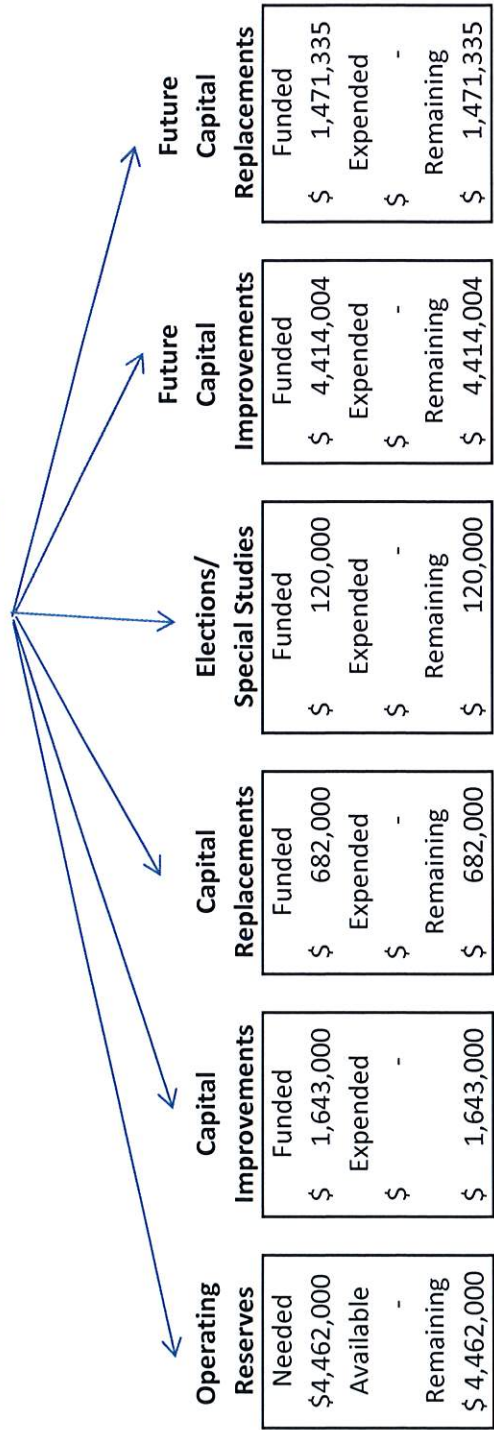 Operating
Reserves
Needed
$4,462,000
Available
-
Remaining
$ 4,462,000
Capital
Improvements
Funded
$ 1,643,000
Expended
$ -
Remaining
$ 1,643,000
Capital
Replacements
Funded
$ 682,000
Expended
$ -
Remaining
$ 682,000
Elections/
Special Studies
Funded
$ 120,000
Expended
$ -
Remaining
$ 120,000
Future
Capital
Improvements
Funded
$ 4,414,004
Expended
$ -
Remaining
$ 4,414,004
Future
Capital
Replacements
Funded
$ 1,471,335
Expended
$ -
Remaining
$ 1,471,335